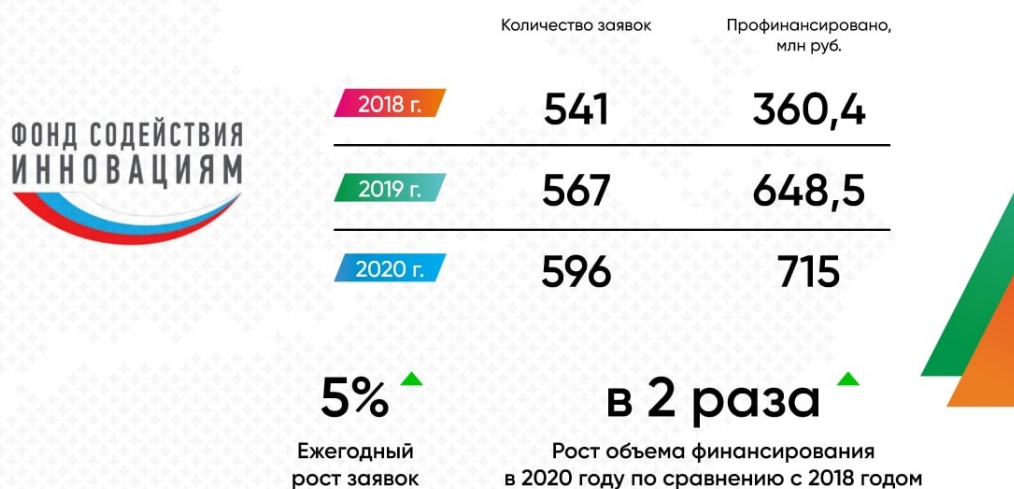 Количество заявок
Профинансировано,
млн руб.
ФОНД СОДЕЙСТВИЯ
ИННОВАЦИЯМ
2018 г. 541 360,4
2019 г. 567 648,5
2020 г. 596 715
5%
Ежегодный
рост заявок
в 2 раза
Рост объема финансирования
в 2020 году по сравнению с 2018 годом